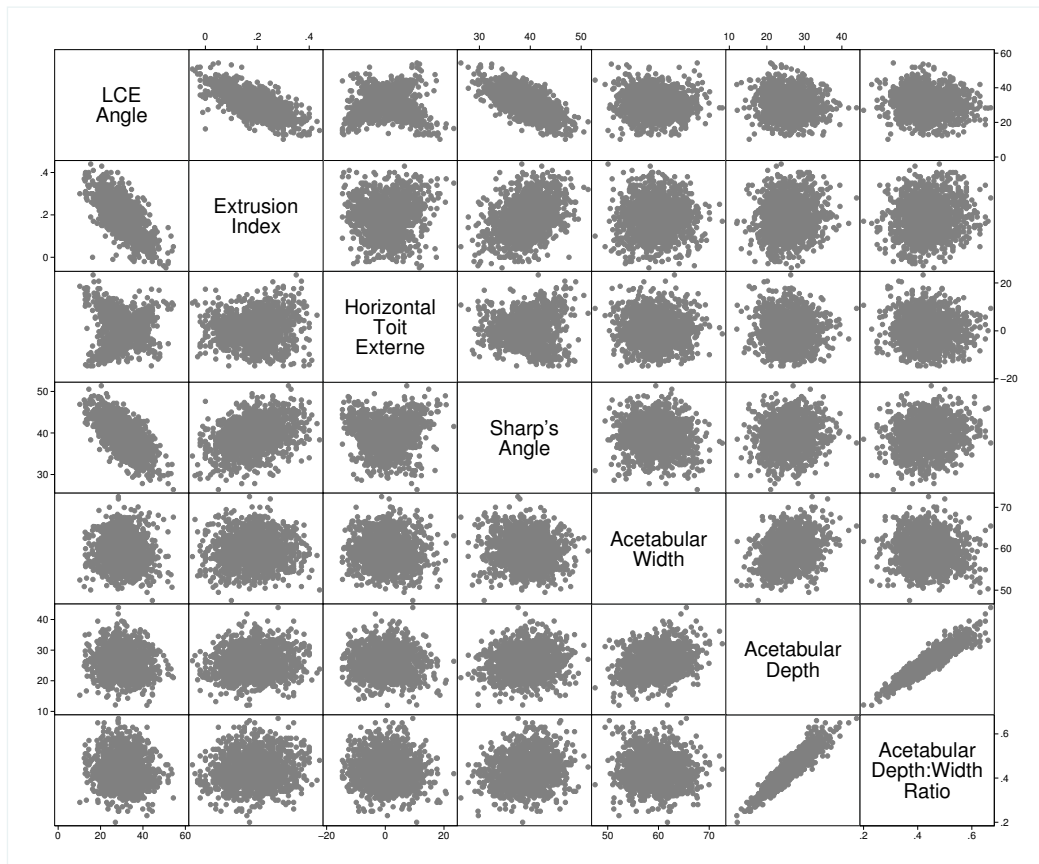 0 .2 .4 30 40 50 10 20 30 40
LCE
Angle
0 20 40 60
Extrusion
Index
0 .2 .4
Horizontal
Toit
Externe
−20 0 20
Sharp's
Angle
30 40 50
Acetabular
Width
50 60 70
Acetabular
Depth
10 20 30 40
Acetabular
Depth:Width
Ratio
.2 .4 .6
0 20 40 60 −20 0 20 50 60 70 .2 .4 .6